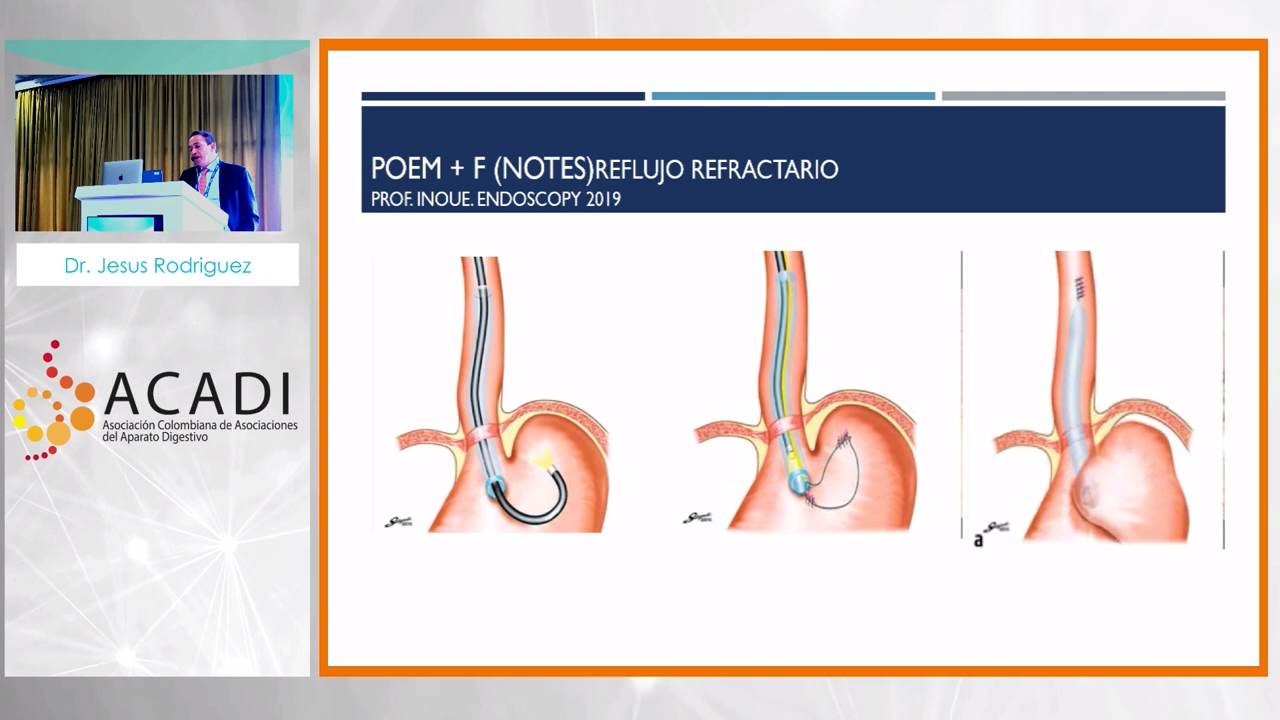 POEM + F (NOTES)REFLUJO REFRACTARIO
PROF. INOUE. ENDOSCOPY 2019
Dr. Jesus Rodriguez
ACADI
Asociación Colombiana de Asociaciones
del Aparato Digestivo
a